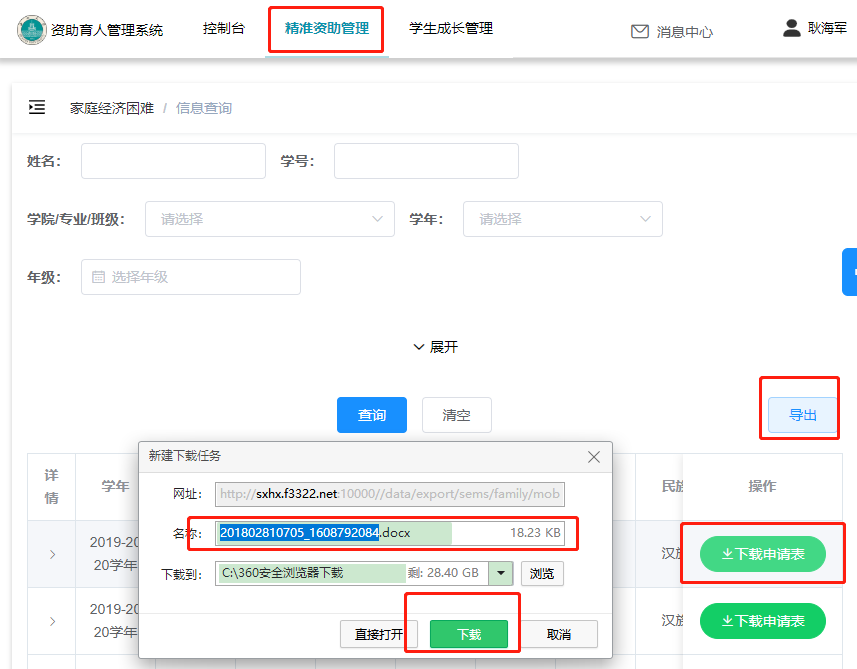 资助育人管理系统 控制台 精准资助管理 学生成长管理 消息中心 耿海军
家庭经济困难 / 信息查询
姓名： 学号：
学院/专业/班级： 请选择 学年： 请选择
年级： 选择年级
展开
查询 清空 导出
新建下载任务
网址： http://sxhx.f3322.net:10000//data/export/sems/family/mob
名称： 201802810705_1608792084.docx 18.23 KB
下载到： C:\360安全浏览器下载 剩: 28.40 GB 浏览
直接打开 下载 取消
详情 学年 民族 操作
2019-20
20学年 汉族 下载申请表
2019-20
20学年 汉族 下载申请表